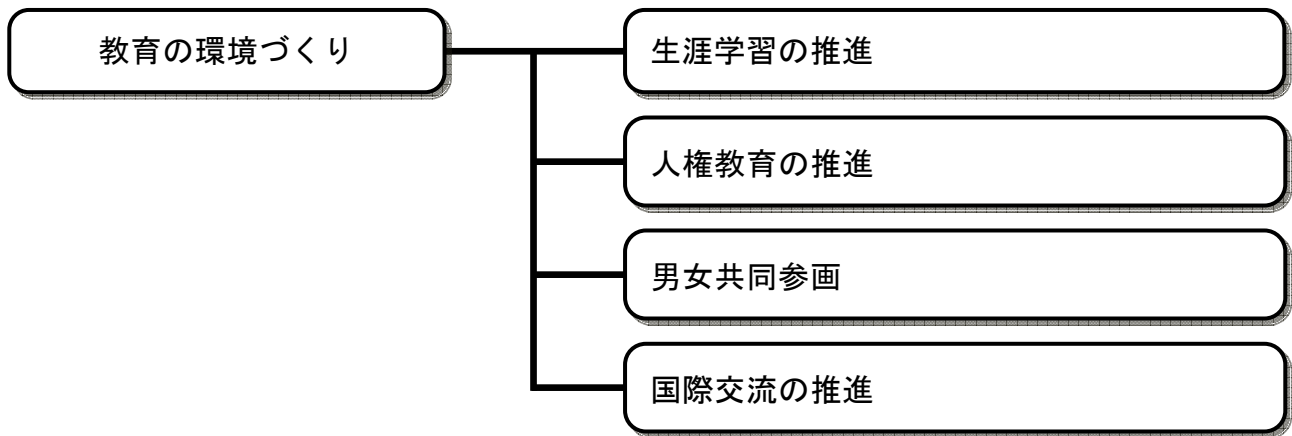 教育の環境づくり
生涯学習の推進
人権教育の推進
男女共同参画
国際交流の推進